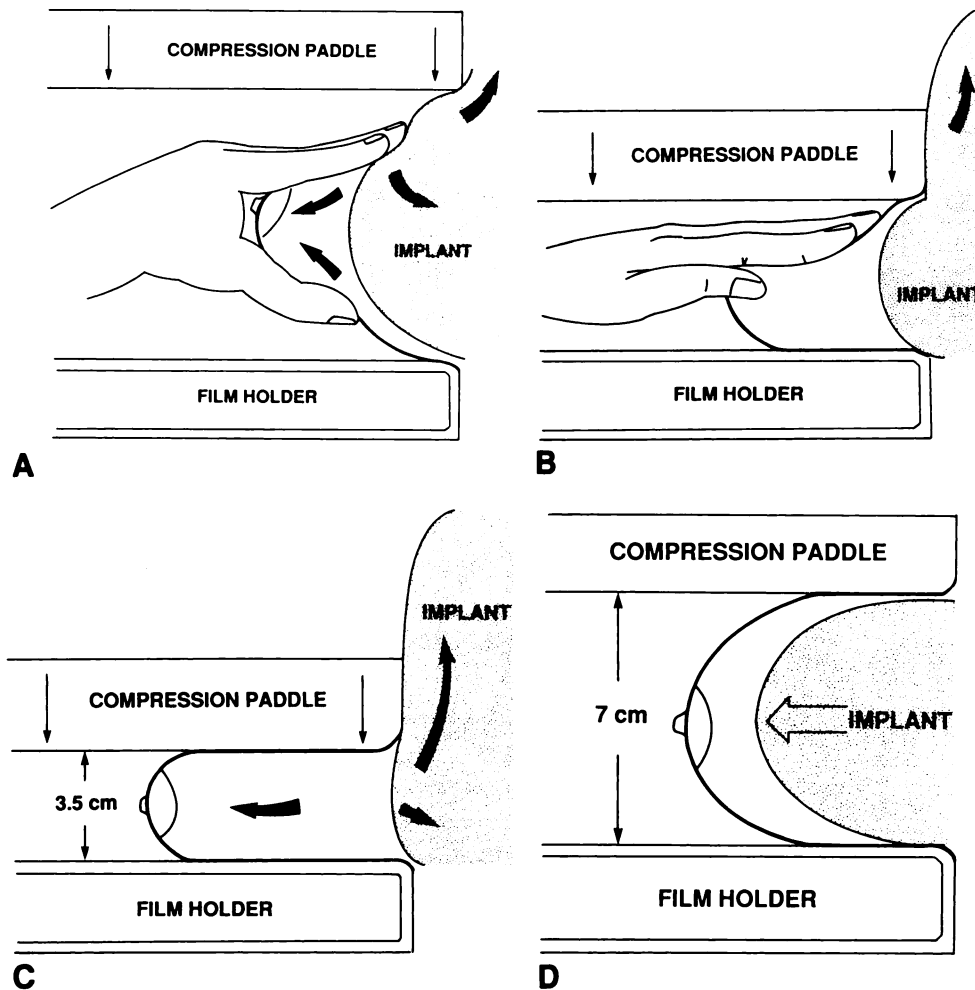 COMPRESSION PADDLE
IMPLANT
FILM HOLDER
A
COMPRESSION PADDLE
IMPLANT
FILM HOLDER
B
IMPLANT
COMPRESSION PADDLE
3.5 cm
FILM HOLDER
C
COMPRESSION PADDLE
7 cm
IMPLANT
FILM HOLDER
D